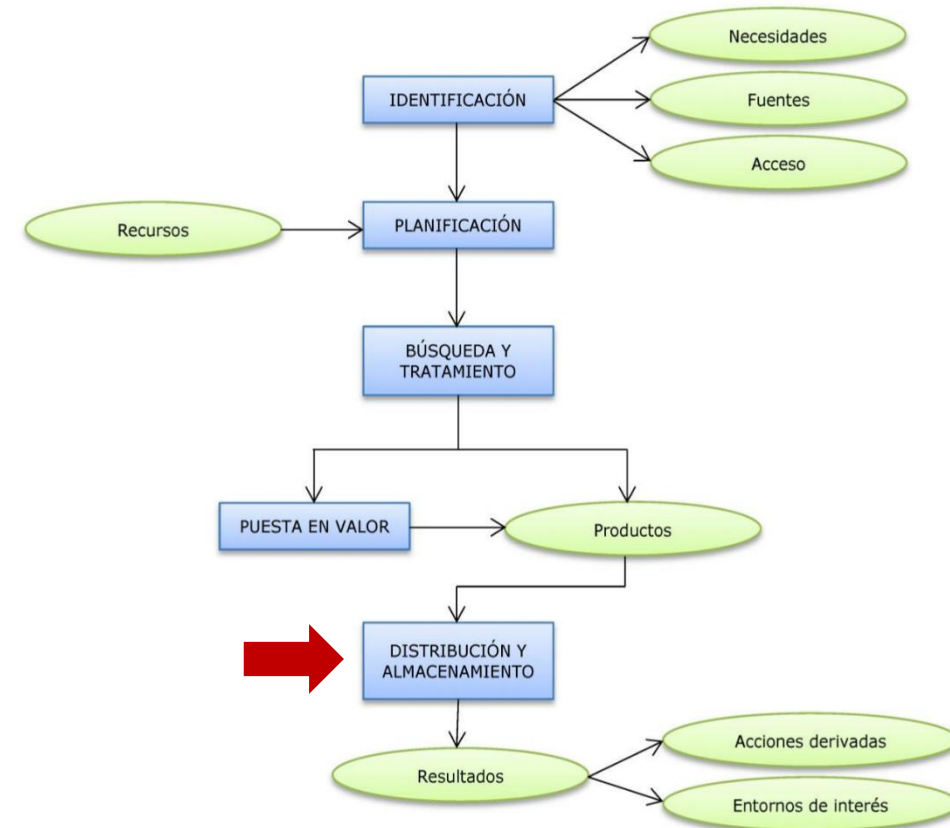 Necesidades
IDENTIFICACIÓN
Fuentes
Acceso
Recursos
PLANIFICACIÓN
BÚSQUEDA Y
TRATAMIENTO
PUESTA EN VALOR
Productos
DISTRIBUCIÓN Y
ALMACENAMIENTO
Resultados
Acciones derivadas
Entornos de interés